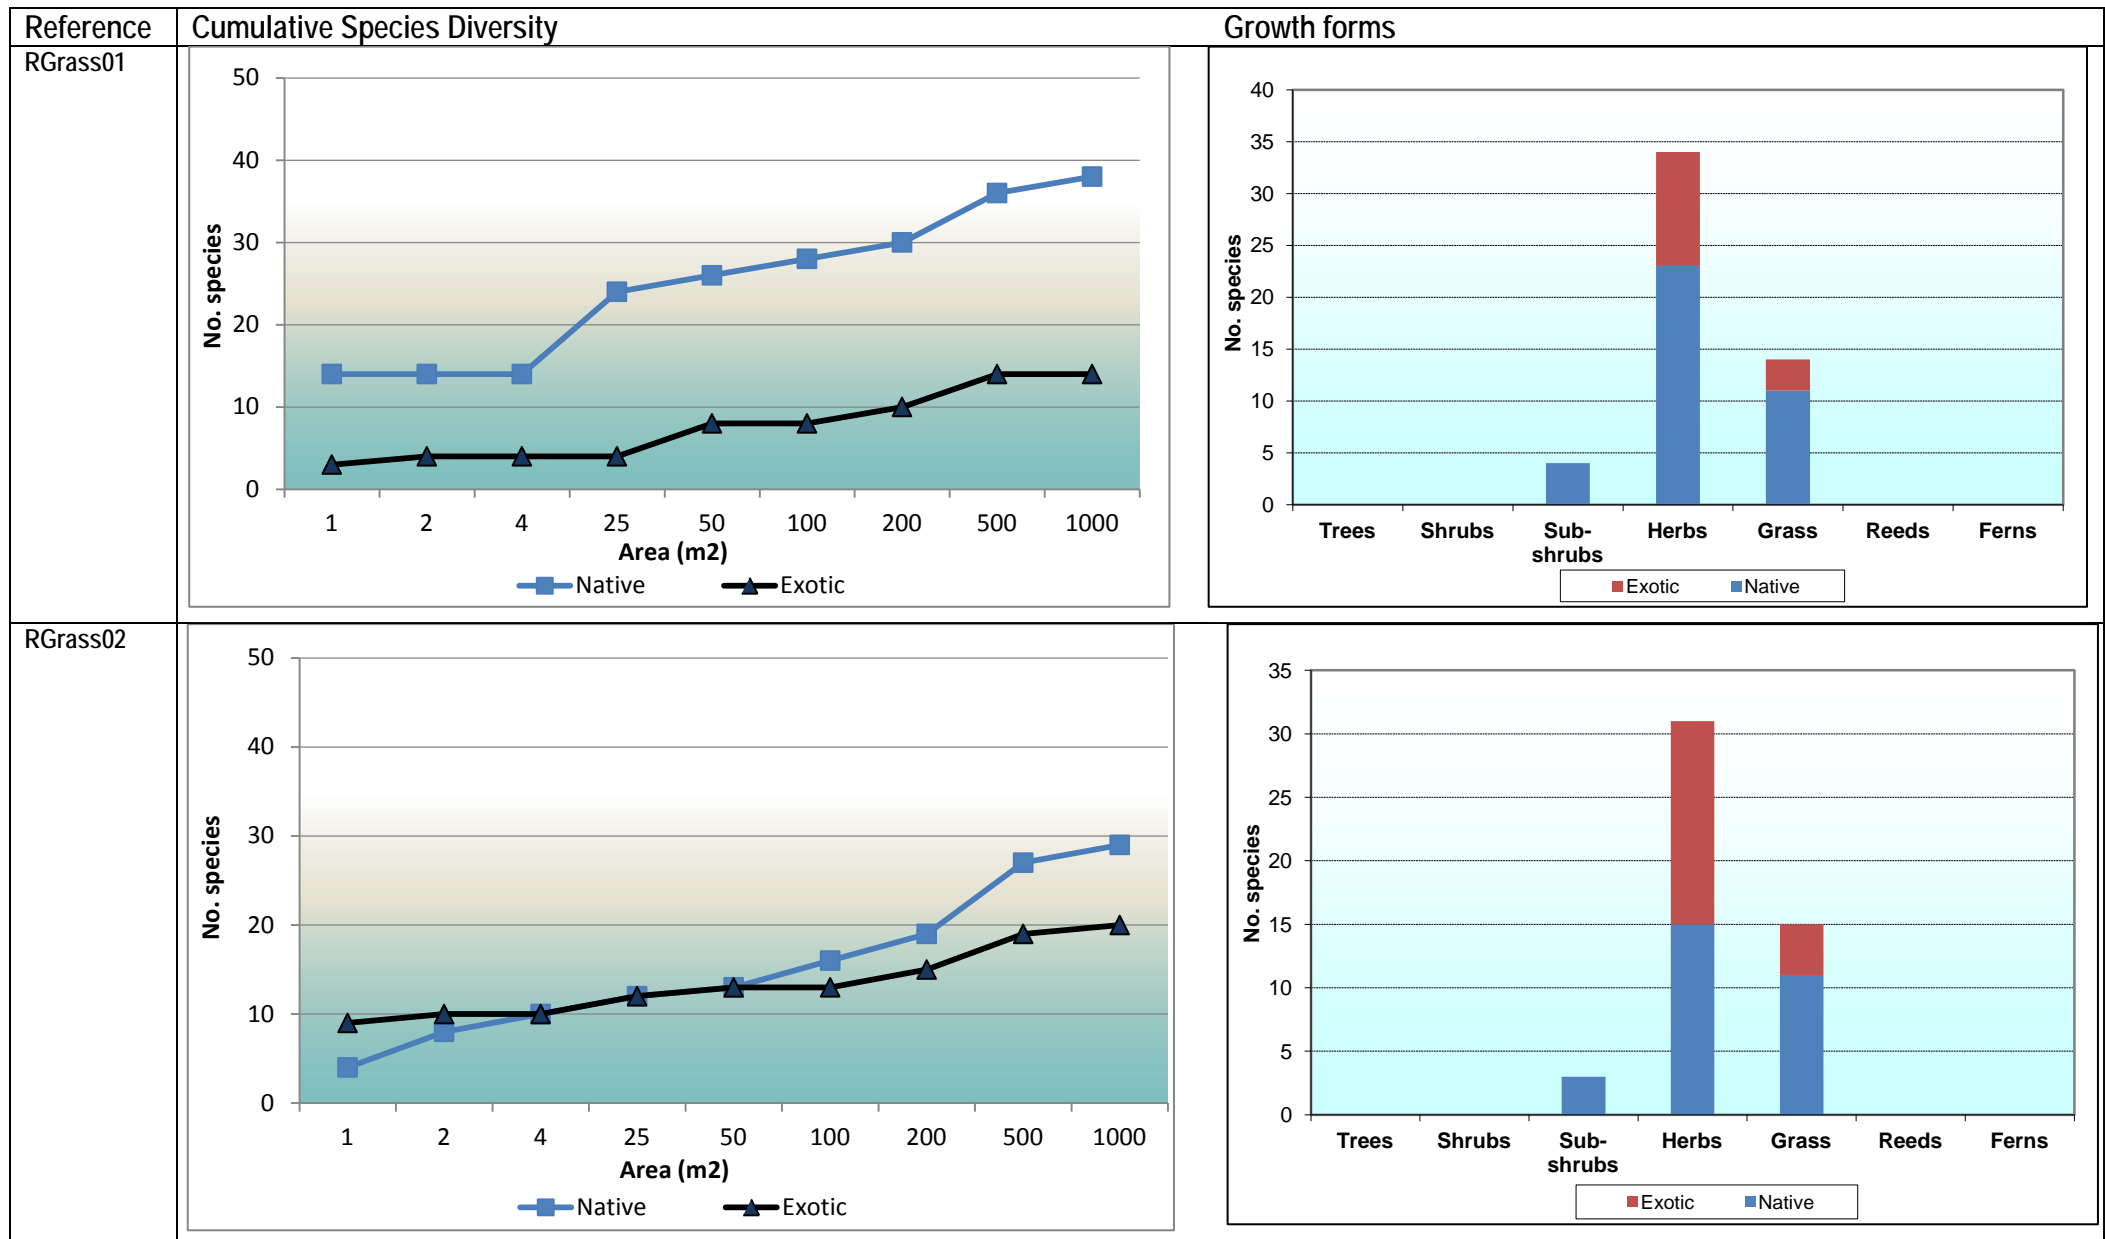 Reference Cumulative Species Diversity Growth forms
RGrass01
50
40
30
20
10
0
No. species
1 2 4 25 50 100 200 500 1000
Area (m2)
Native Exotic
40
35
30
25
20
15
10
5
0
No. species
Trees Shrubs Sub- Herbs Grass Reeds Ferns
shrubs
Exotic Native
RGrass02
50
40
30
20
10
0
No. species
1 2 4 25 50 100 200 500 1000
Area (m2)
Native Exotic
35
30
25
20
15
10
5
0
No. species
Trees Shrubs Sub- Herbs Grass Reeds Ferns
shrubs
Exotic Native